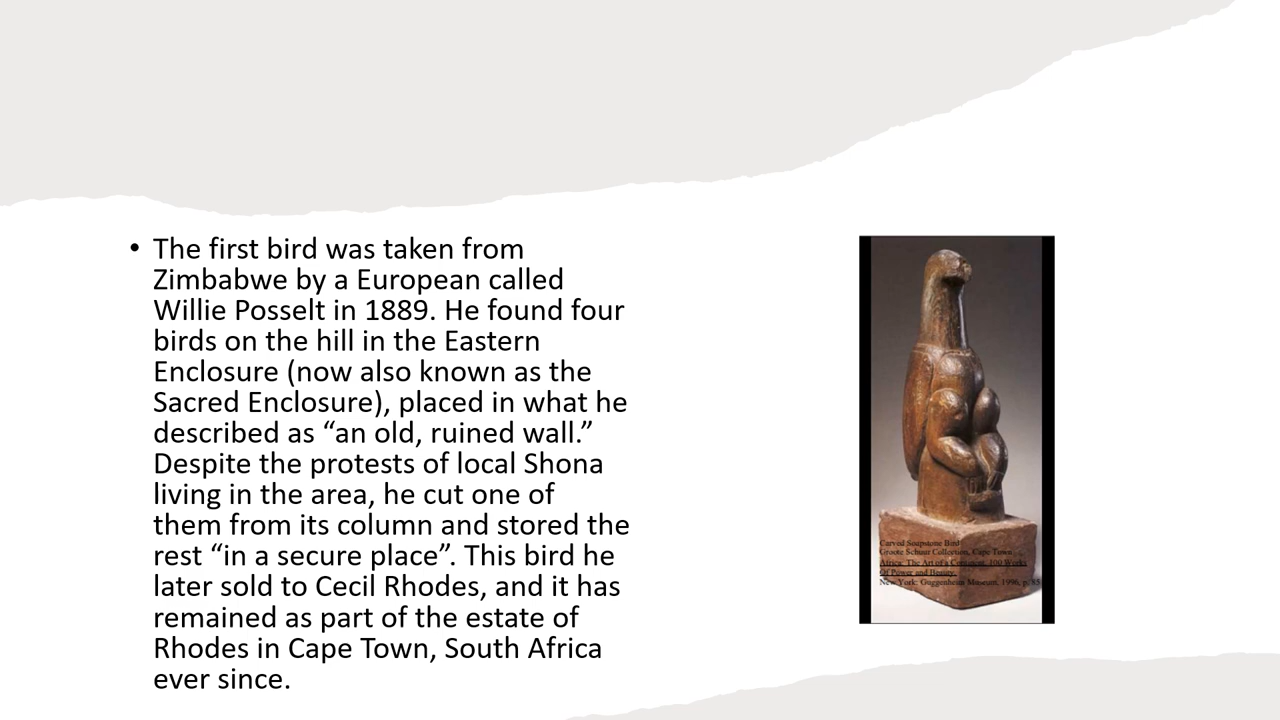 • The first bird was taken from
Zimbabwe by a European called
Willie Posselt in 1889. He found four
birds on the hill in the Eastern
Enclosure (now also known as the
Sacred Enclosure), placed in what he
described as “an old, ruined wall.”
Despite the protests of local Shona
living in the area, he cut one of
them from its column and stored the
rest “in a secure place”. This bird he
later sold to Cecil Rhodes, and it has
remained as part of the estate of
Rhodes in Cape Town, South Africa
ever since.
Carved Soapstone Bird
Groote Schuur Collection, Cape Town
Africa: The Art of a Continent, 100 Works
Of Power and Beauty.
New York: Guggenheim Museum, 1996, p. 85